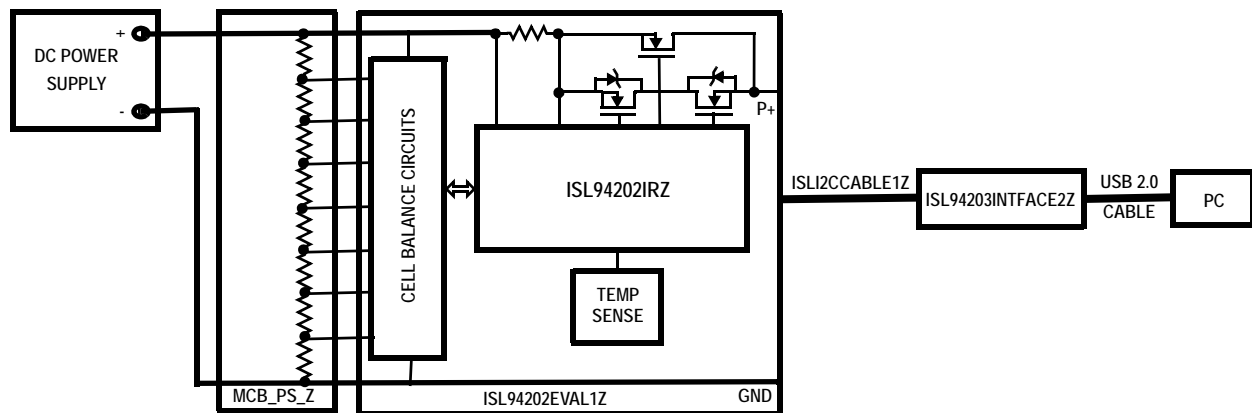 DC POWER
SUPPLY
+
-
MCB_PS_Z
CELL BALANCE CIRCUITS
ISL94202IRZ
TEMP
SENSE
P+
ISL94202EVAL1Z
GND
ISLI2CCABLE1Z
ISL94203INTFACE2Z
USB 2.0
CABLE
PC